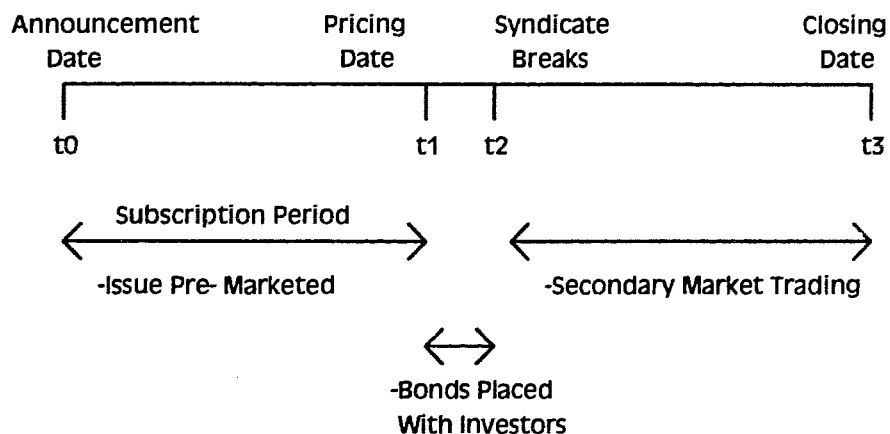 Announcement Pricing Syndicate Closing
Date Date Breaks Date
t0 t1 t2 t3
Subscription Period
-Issue Pre-Marketed -Secondary Market Trading
-Bonds Placed
With Investors